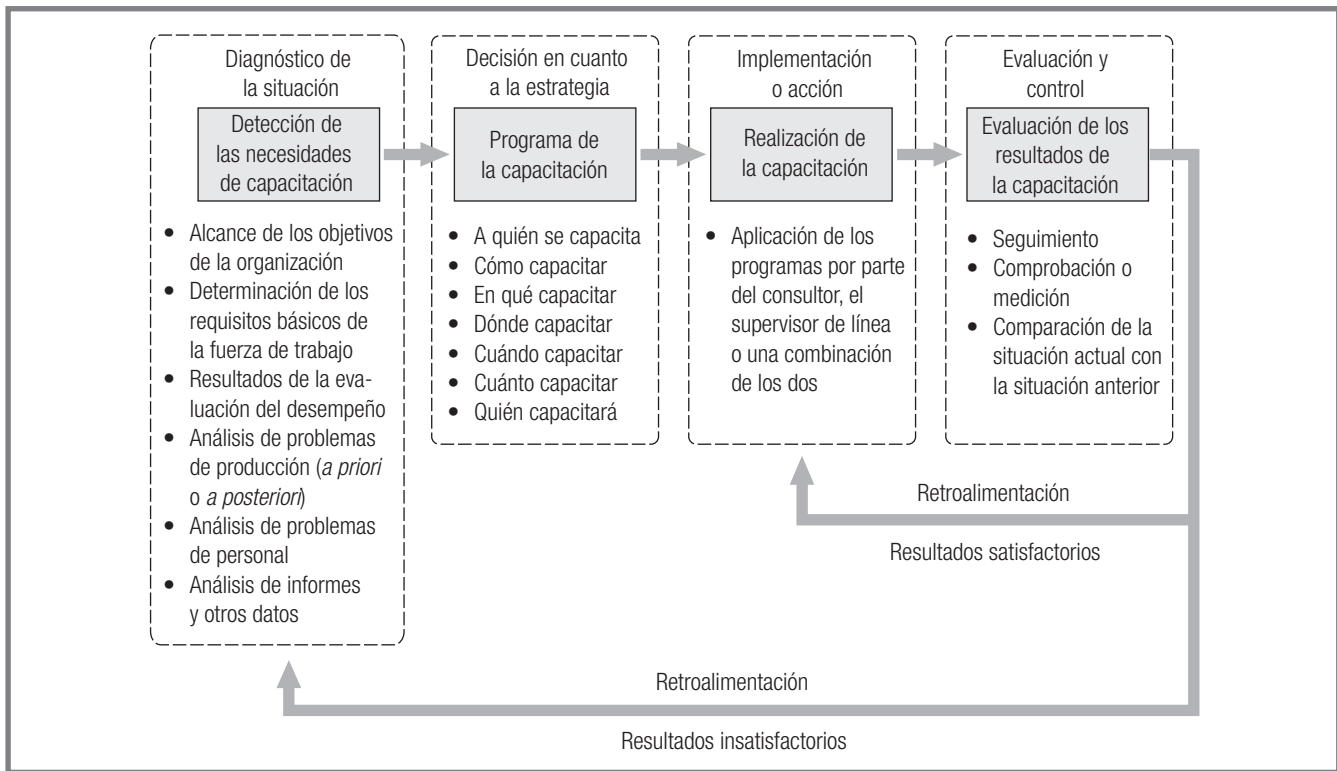 Diagnóstico de
la situación
Detección de
las necesidades
de capacitación
• Alcance de los objetivos
de la organización
• Determinación de los
requisitos básicos de
la fuerza de trabajo
• Resultados de la eva-
luación del desempeño
• Análisis de problemas
de producción (a priori
o a posteriori)
• Análisis de problemas
de personal
• Análisis de informes
y otros datos
Decisión en cuanto
a la estrategia
Programa de
la capacitación
• A quién se capacita
• Cómo capacitar
• En qué capacitar
• Dónde capacitar
• Cuándo capacitar
• Cuánto capacitar
• Quién capacitará
Implementación
o acción
Realización de
la capacitación
• Aplicación de los
programas por parte
del consultor, el
supervisor de línea
o una combinación
de los dos
Evaluación y
control
Evaluación de los
resultados de
la capacitación
• Seguimiento
• Comprobación o
medición
• Comparación de la
situación actual con
la situación anterior
Retroalimentación
Resultados satisfactorios
Retroalimentación
Resultados insatisfactorios